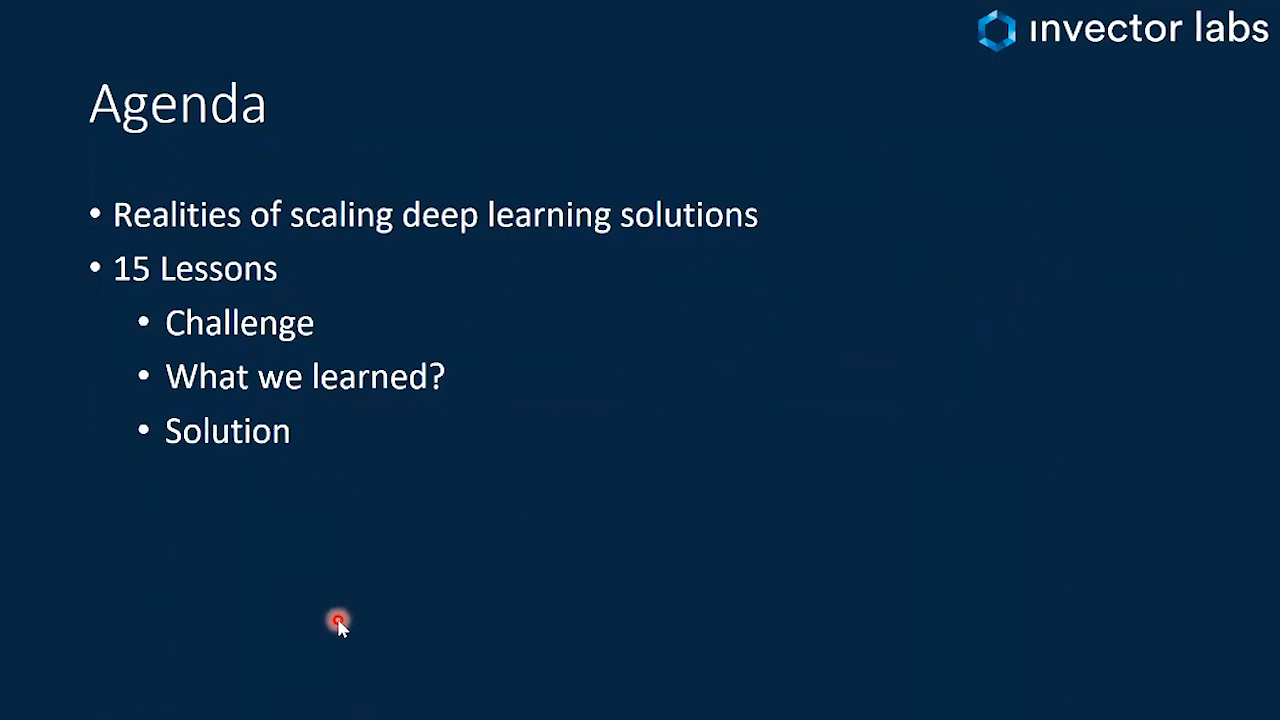 invector labs
Agenda
• Realities of scaling deep learning solutions
• 15 Lessons
• Challenge
• What we learned?
• Solution